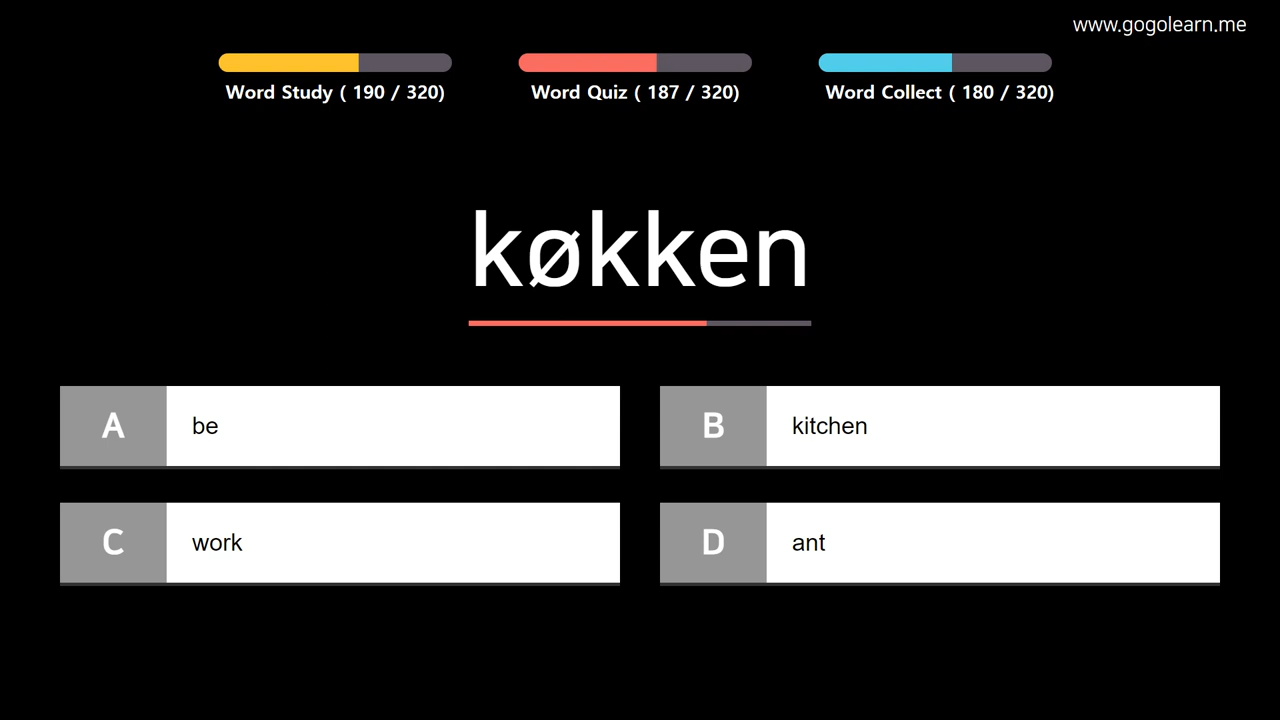 www.gogolearn.me
Word Study ( 190 / 320)
Word Quiz ( 187 / 320)
Word Collect ( 180 / 320)
køkken
A be
B kitchen
C work
D ant